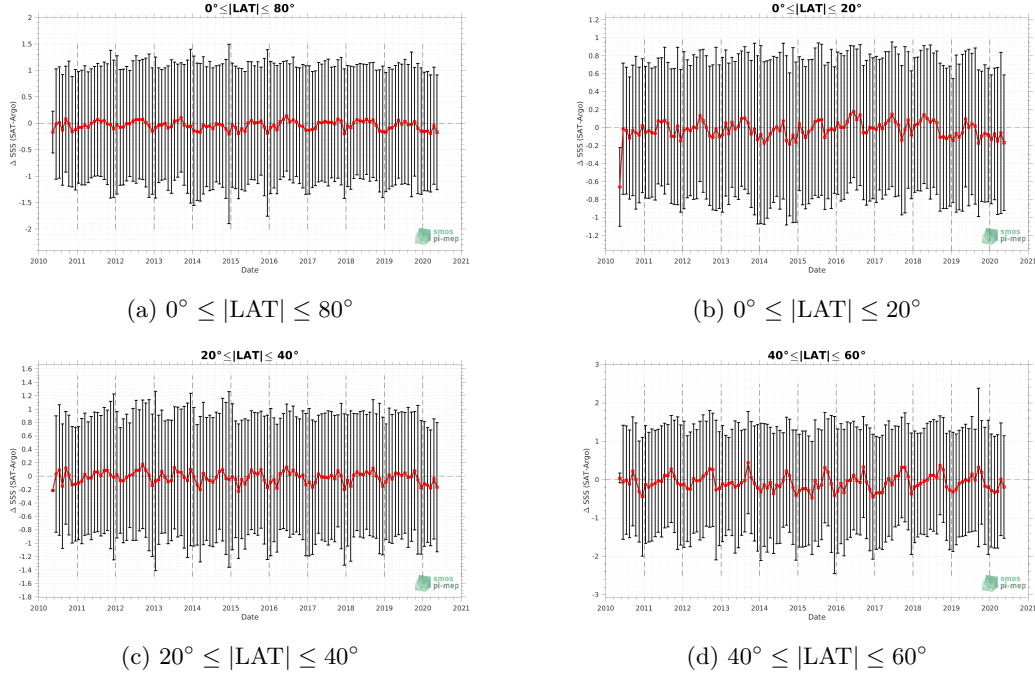 0°≤|LAT|≤ 80°
2
1.5
1
0.5
0
-0.5
-1
-1.5
-2
Δ SSS (SAT-Argo)
2010 2011 2012 2013 2014 2015 2016 2017 2018 2019 2020 2021
Date
smos
pi-mep
(a) 0° ≤ |LAT| ≤ 80°
0°≤|LAT|≤ 20°
1.2
1
0.8
0.6
0.4
0.2
0
-0.2
-0.4
-0.6
-0.8
-1
-1.2
Δ SSS (SAT-Argo)
2010 2011 2012 2013 2014 2015 2016 2017 2018 2019 2020 2021
Date
smos
pi-mep
(b) 0° ≤ |LAT| ≤ 20°
20°≤|LAT|≤ 40°
1.6
1.4
1.2
1
0.8
0.6
0.4
0.2
0
-0.2
-0.4
-0.6
-0.8
-1
-1.2
-1.4
-1.6
-1.8
Δ SSS (SAT-Argo)
2010 2011 2012 2013 2014 2015 2016 2017 2018 2019 2020 2021
Date
smos
pi-mep
(c) 20° ≤ |LAT| ≤ 40°
40°≤|LAT|≤ 60°
3
2
1
0
-1
-2
-3
Δ SSS (SAT-Argo)
2010 2011 2012 2013 2014 2015 2016 2017 2018 2019 2020 2021
Date
smos
pi-mep
(d) 40° ≤ |LAT| ≤ 60°